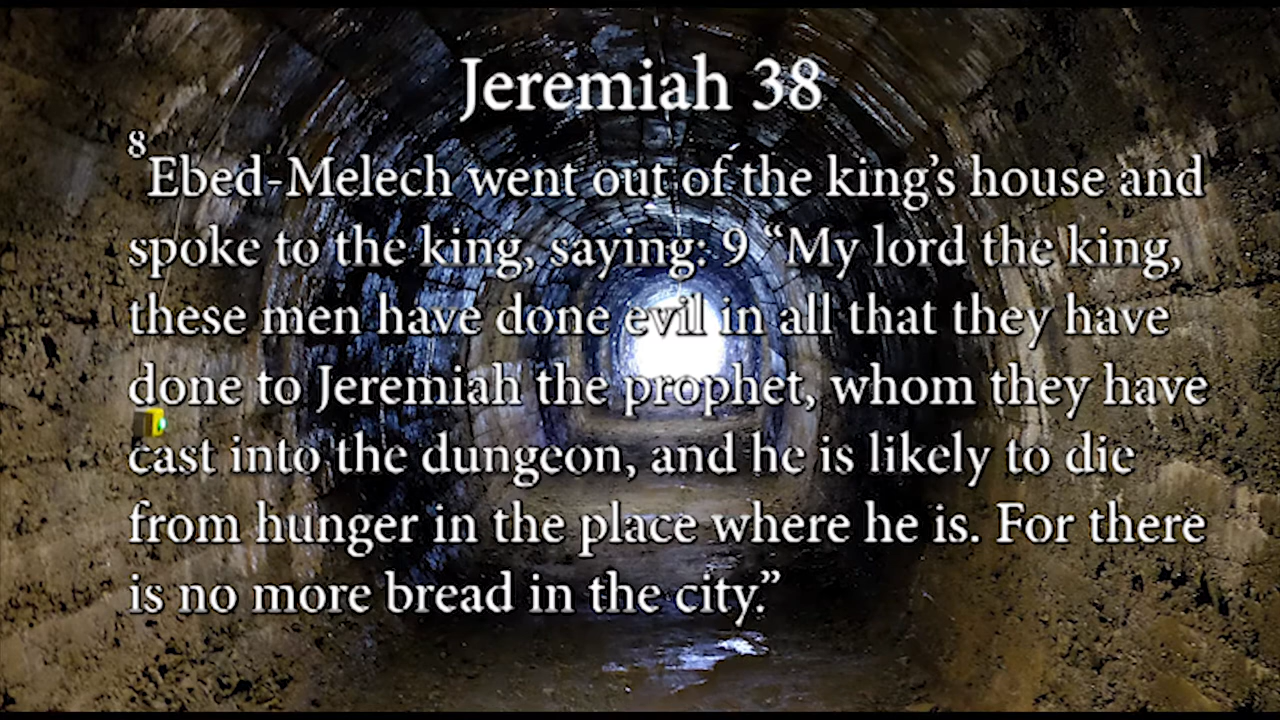 Jeremiah 38
8
Ebed-Melech went out of the king’s house and
spoke to the king, saying: 9 “My lord the king,
these men have done evil in all that they have
done to Jeremiah the prophet, whom they have
cast into the dungeon, and he is likely to die
from hunger in the place where he is. For there
is no more bread in the city.”